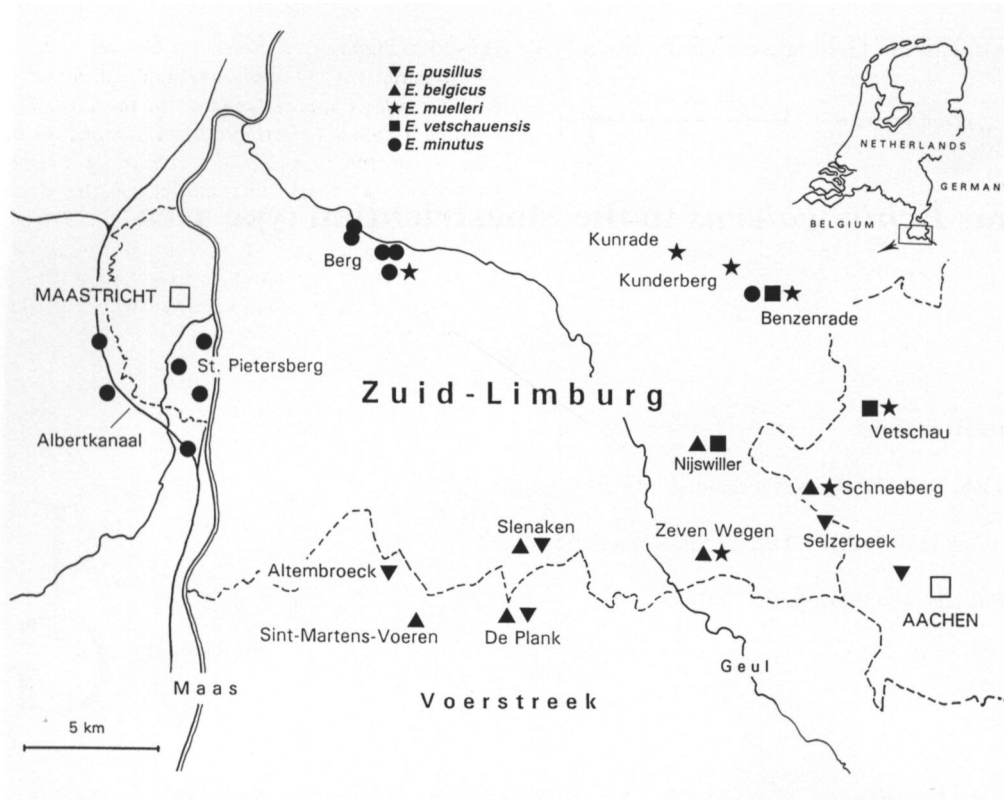 E. pusillus
E. belgicus
E. muelleri
E. vetschauensis
E. minutus
NETHERLANDS
GERMAN
BELGIUM
Kunrade
Berg
Kunderberg
MAASTRICHT
Benzenrade
St. Pietersberg
Zuid-Limburg
Albertkanaal
Vetschau
Nijswiller
Schneeberg
Slenaken
Zeven Wegen
Selzerbeek
Altembroeck
AACHEN
Sint-Martens-Voeren
De Plank
Geul
Maas
Voerstreek
5 km